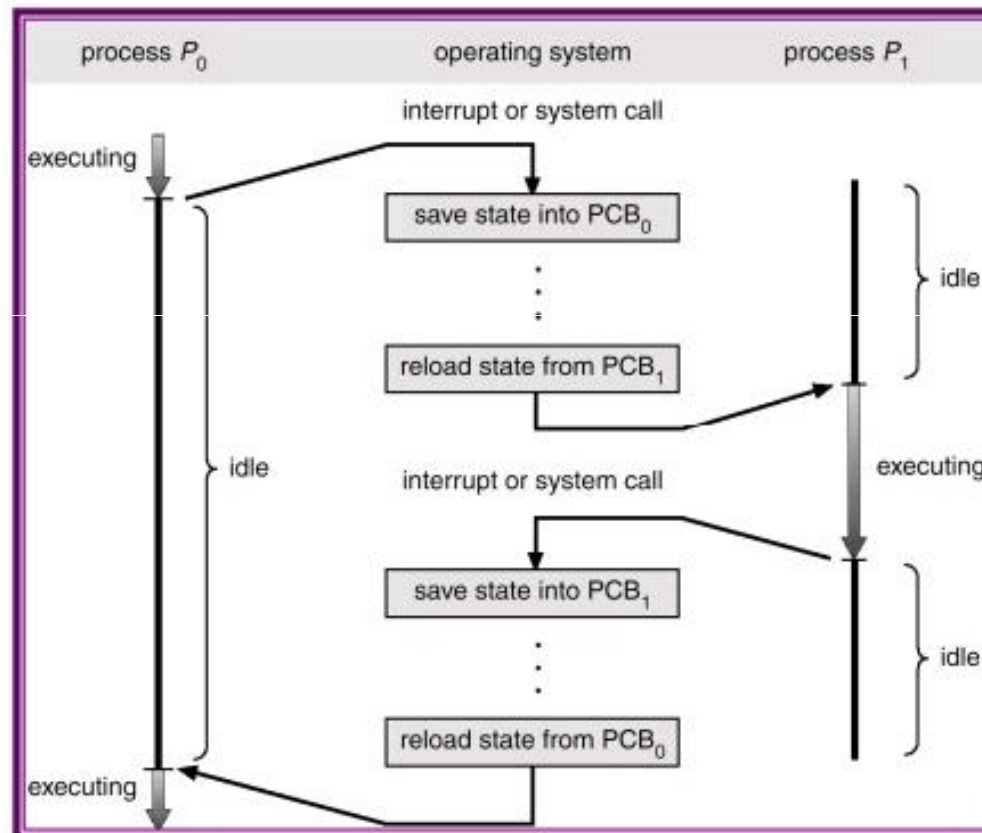 process P0
operating system
process P1
interrupt or system call
executing
save state into PCB0
idle
reload state from PCB1
idle
executing
interrupt or system call
save state into PCB1
idle
reload state from PCB0
executing